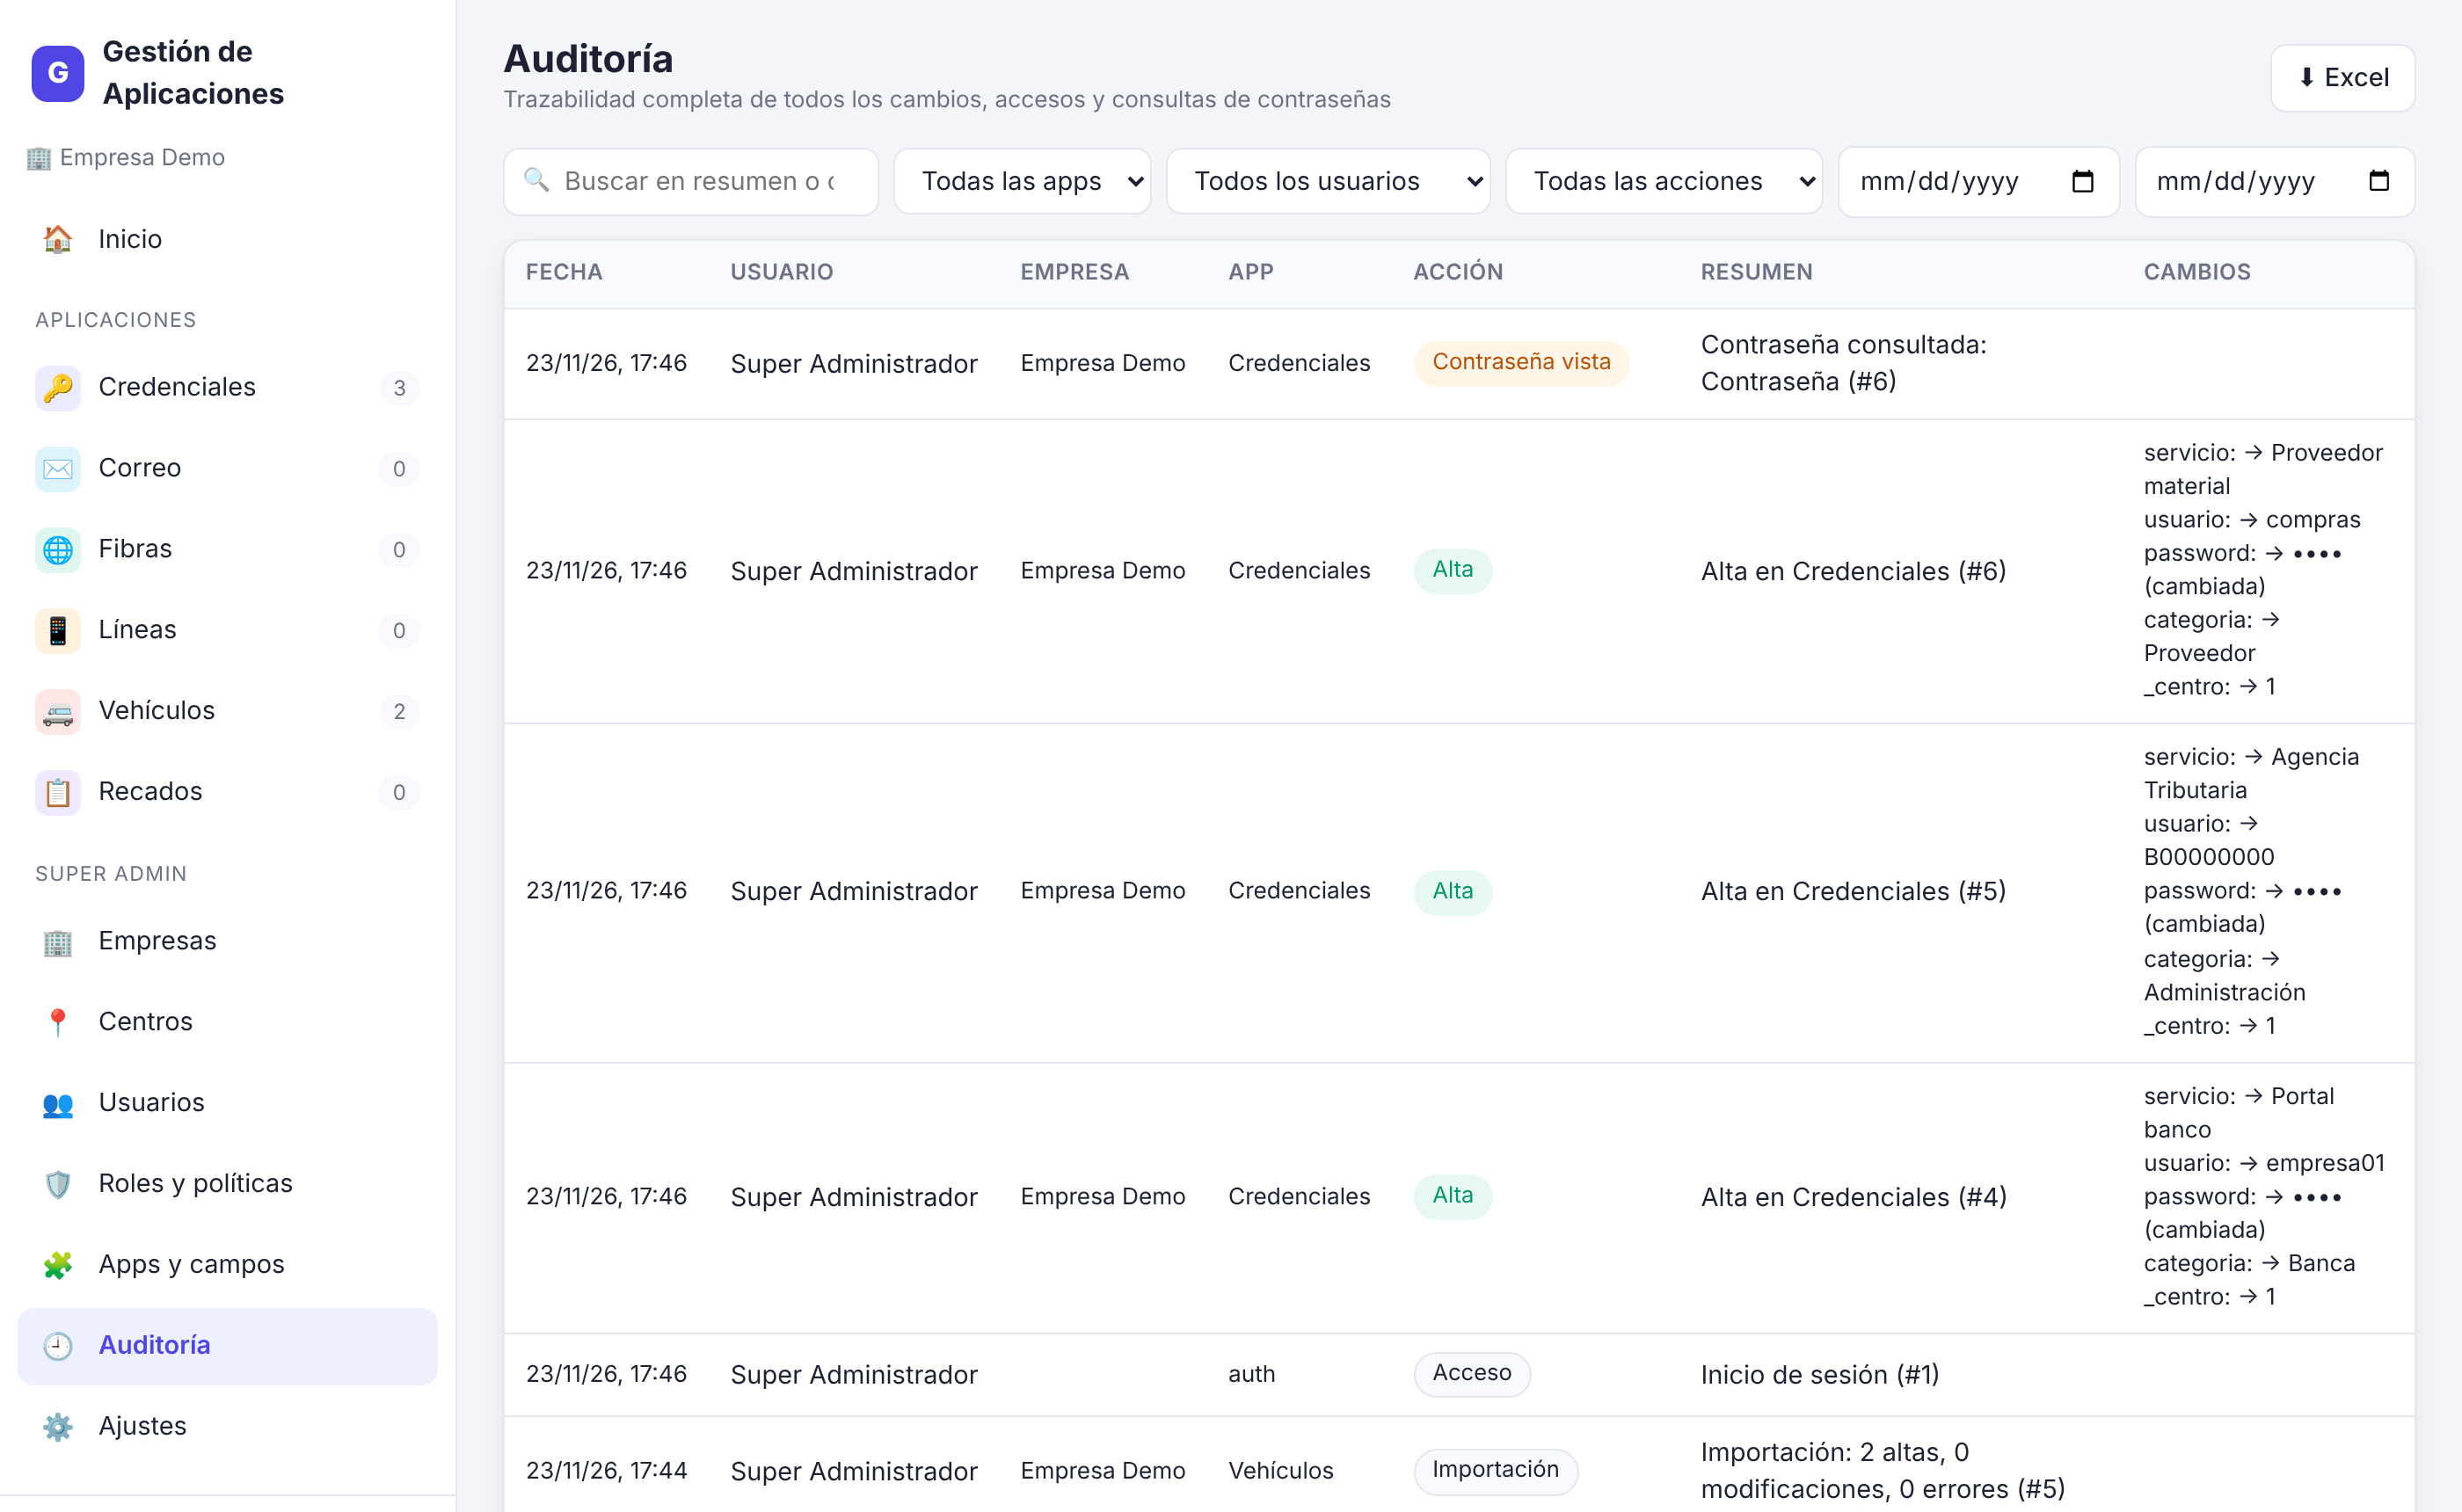 G
Gestión de
Aplicaciones
Empresa Demo
Inicio
APLICACIONES
Credenciales 3
Correo 0
Fibras 0
Líneas 0
Vehículos 2
Recados 0
SUPER ADMIN
Empresas
Centros
Usuarios
Roles y políticas
Apps y campos
Auditoría
Ajustes
Auditoría
Trazabilidad completa de todos los cambios, accesos y consultas de contraseñas
⬇ Excel
Buscar en resumen o
Todas las apps
Todos los usuarios
Todas las acciones
mm/dd/yyyy
mm/dd/yyyy
FECHA USUARIO EMPRESA APP ACCIÓN RESUMEN CAMBIOS
23/11/26, 17:46 Super Administrador Empresa Demo Credenciales Contraseña vista
Contraseña consultada:
Contraseña (#6)
23/11/26, 17:46 Super Administrador Empresa Demo Credenciales Alta Alta en Credenciales (#6)
servicio: → Proveedor
material
usuario: → compras
password: → ••••
(cambiada)
categoria: →
Proveedor
_centro: → 1
23/11/26, 17:46 Super Administrador Empresa Demo Credenciales Alta Alta en Credenciales (#5)
servicio: → Agencia
Tributaria
usuario: →
B00000000
password: → ••••
(cambiada)
categoria: →
Administración
_centro: → 1
23/11/26, 17:46 Super Administrador Empresa Demo Credenciales Alta Alta en Credenciales (#4)
servicio: → Portal
banco
usuario: → empresa01
password: → ••••
(cambiada)
categoria: → Banca
_centro: → 1
23/11/26, 17:46 Super Administrador auth Acceso Inicio de sesión (#1)
23/11/26, 17:44 Super Administrador Empresa Demo Vehículos Importación
Importación: 2 altas, 0
modificaciones, 0 errores (#5)